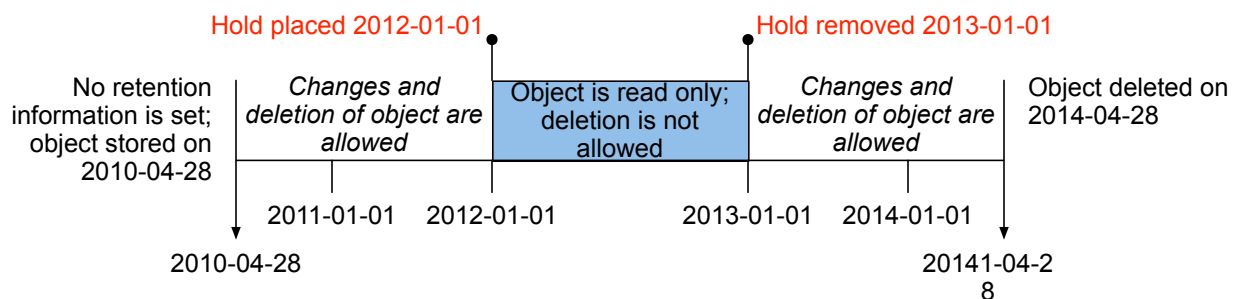 Hold placed 2012-01-01
Hold removed 2013-01-01
No retention
information is set;
object stored on
2010-04-28
Changes and
deletion of object are
allowed
Object is read only;
deletion is not
allowed
Changes and
deletion of object are
allowed
Object deleted on
2014-04-28
2011-01-01
2012-01-01
2013-01-01
2014-01-01
2010-04-28
20141-04-2
8